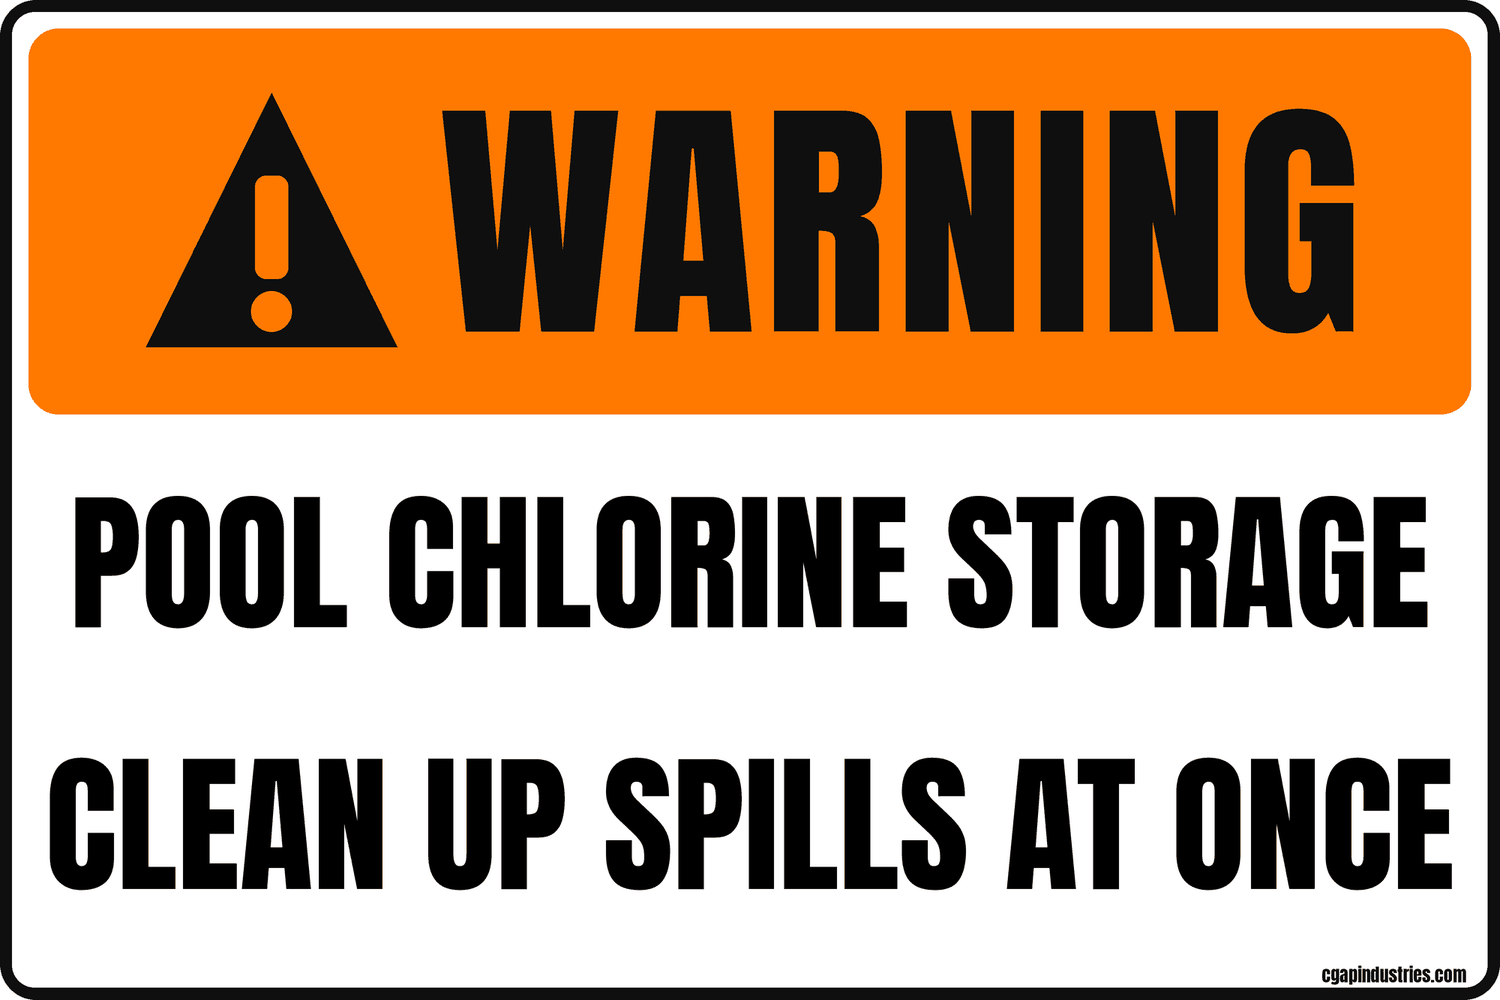 WARNING
POOL CHLORINE STORAGE
CLEAN UP SPILLS AT ONCE
cgapindustries.com